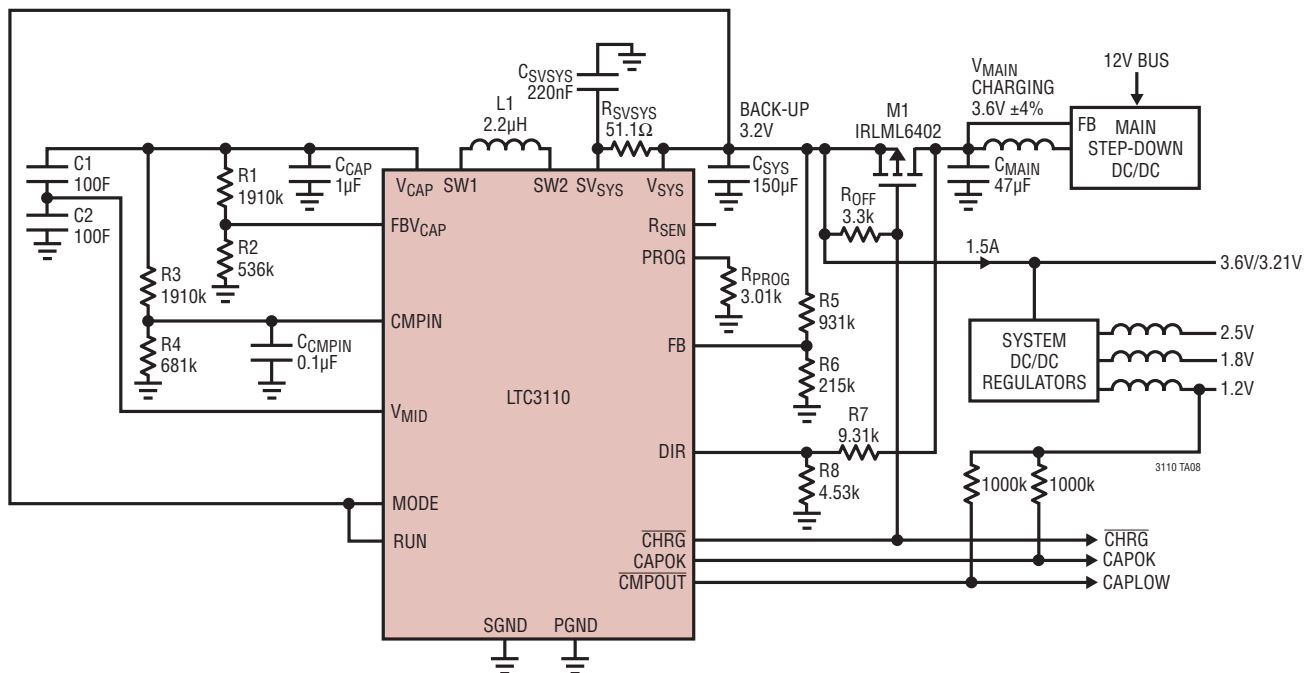 CSVSYS
220nF
RSVSYS
51.1Ω
L1
2.2µH
BACK-UP
3.2V
M1
IRLML6402
VMAIN
CHARGING
3.6V ±4%
12V BUS
FB
MAIN
STEP-DOWN
DC/DC
C1
100F
C2
100F
R1
1910k
CCAP
1µF
VCAP
SW1
SW2
SVSYS
VSYS
CSYS
150µF
CMAIN
47µF
ROFF
3.3k
FBVCAP
RSEN
PROG
RPROG
3.01k
R2
536k
R3
1910k
R5
931k
1.5A
3.6V/3.21V
CMPIN
R4
681k
CCMPIN
0.1µF
FB
R6
215k
SYSTEM
DC/DC
REGULATORS
2.5V
1.8V
1.2V
LTC3110
VMID
R7
9.31k
DIR
R8
4.53k
1000k
1000k
3110 TA08
MODE
RUN
CHRG
CAPOK
CMPOUT
CHRG
CAPOK
CAPLOW
SGND
PGND